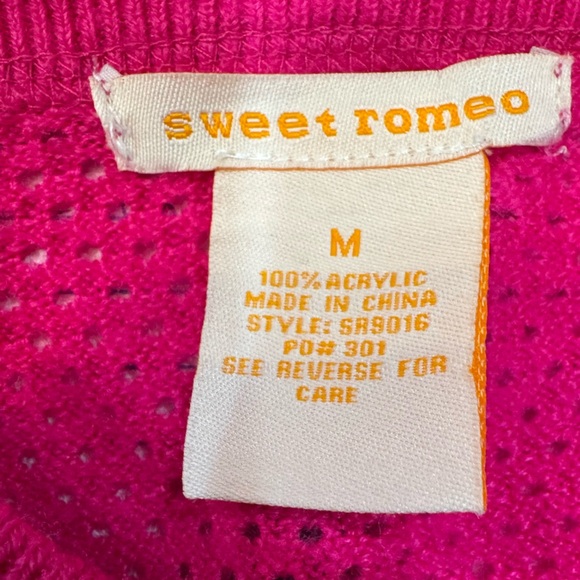 sweet romeo
M
100% ACRYLIC
MADE IN CHINA
STYLE: SR9016
PO# 301
SEE REVERSE FOR
CARE